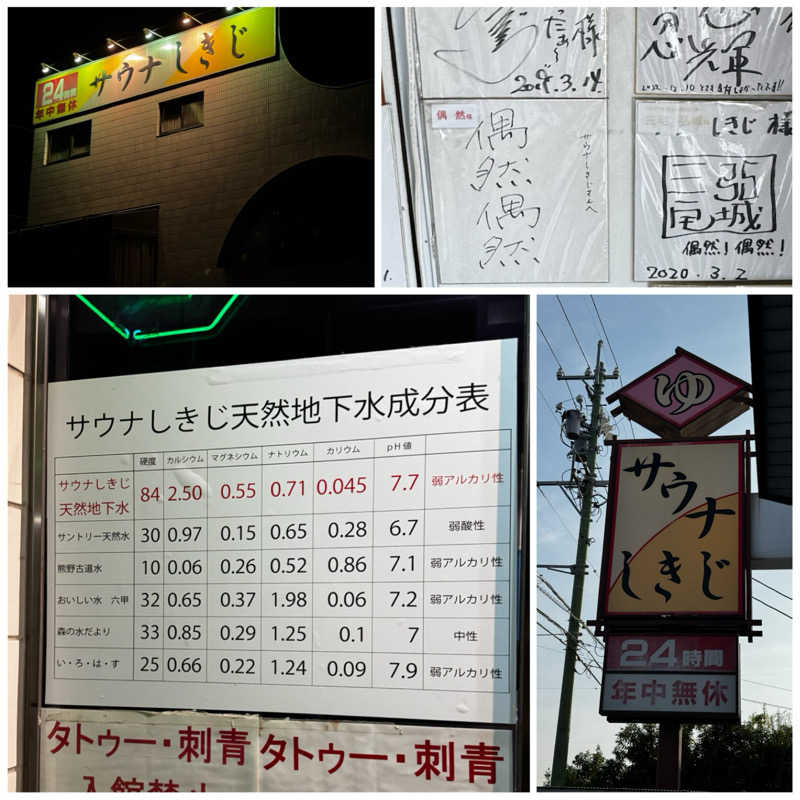 24時間
年中無休
サウナしきじ
様
2019.3.14
偶然様
サウナしきじさんへ
偶然
偶然
しきじ 様
偶然!偶然!
2020.3.2
サウナしきじ天然地下水成分表
硬度 カルシウム マグネシウム ナトリウム カリウム pH値
サウナしきじ
天然地下水 84 2.50 0.55 0.71 0.045 7.7 弱アルカリ性
サントリー天然水 30 0.97 0.15 0.65 0.28 6.7 弱酸性
熊野古道水 10 0.06 0.26 0.52 0.86 7.1 弱アルカリ性
おいしい水 六甲 32 0.65 0.37 1.98 0.06 7.2 弱アルカリ性
森の水だより 33 0.85 0.29 1.25 0.1 7 中性
い・ろ・は・す 25 0.66 0.22 1.24 0.09 7.9 弱アルカリ性
タトゥー・刺青 タトゥー・刺青
ゆ
サウナ
しきじ
24時間
年中無休